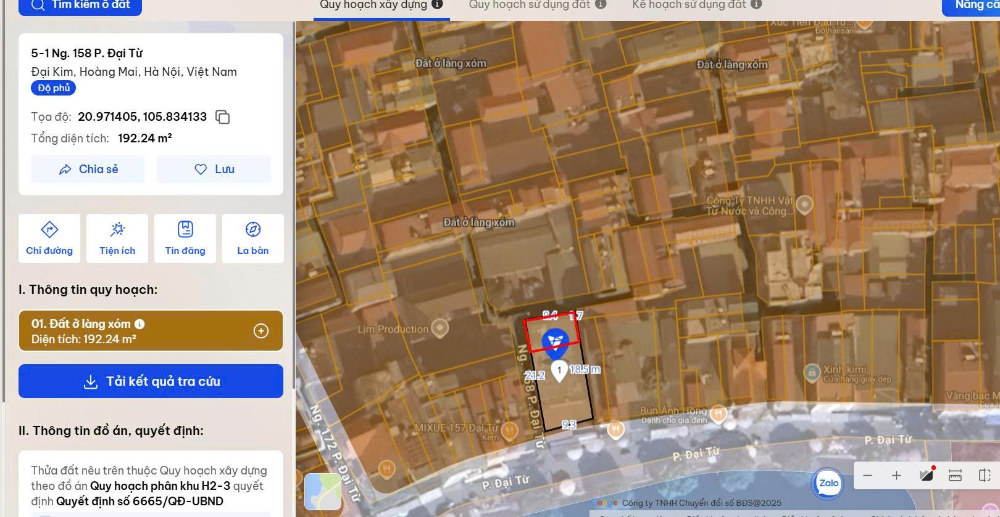 Tìm kiếm ô đất
Quy hoạch xây dựng
Quy hoạch sử dụng đất
Kế hoạch sử dụng đất
Nâng cấ
5-1 Ng. 158 P. Đại Từ
Đại Kim, Hoàng Mai, Hà Nội, Việt Nam
Độ phủ
Tọa độ: 20.971405, 105.834133
Tổng diện tích: 192.24 m²
Chia sẻ
Lưu
Chỉ đường
Tiện ích
Tin đăng
La bàn
I. Thông tin quy hoạch:
01. Đất ở làng xóm
Diện tích: 192.24 m²
Tải kết quả tra cứu
II. Thông tin đồ án, quyết định:
Thửa đất nêu trên thuộc Quy hoạch xây dựng
theo đồ án Quy hoạch phân khu H2-3 quyết
định Quyết định số 6665/QĐ-UBND
Đồ hải sản
Đất ở làng xóm
Đất ở làng xóm
Công Ty TNHH Vật
Tư Nước và Công...
Đất ở làng xóm
Lim Production
9.4
1.7
1
18.5 m
21.2
9.3
Ng. 158 P. Đại Từ
Xinh kimi
Cửa hàng giày dép
Vàng bạc M
Bún Ánh Hồng
Dành cho gia đình
MIXUE 157 Đại Từ
Kem
Ng. 172 P. Đại Từ
P. Đại Từ
P. Đại Từ
P. Đại Từ
Zalo
Công ty TNHH Chuyển đổi số BĐS@2025